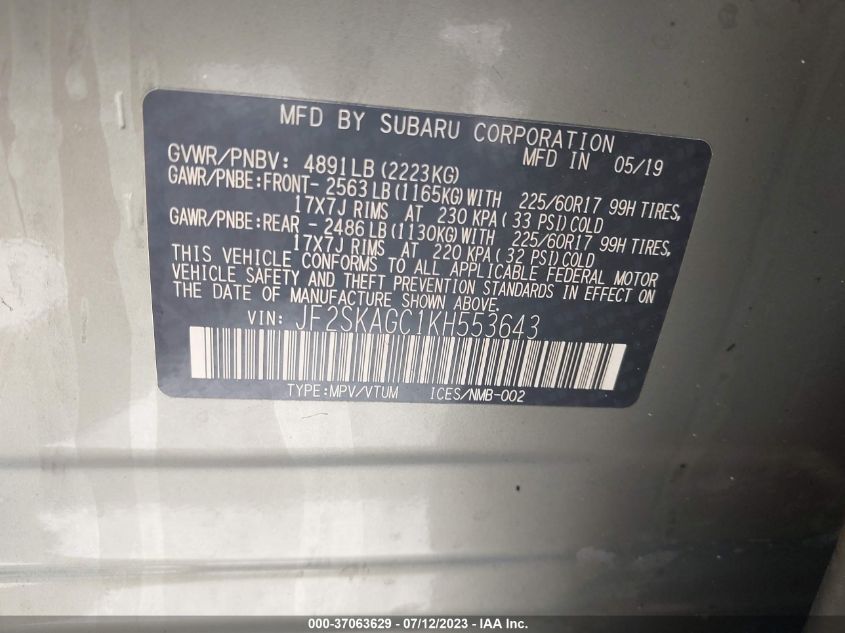 MFD BY SUBARU CORPORATION
MFD IN 05/19
GVWR/PNBV: 4891LB (2223KG)
GAWR/PNBE:FRONT- 2563 LB (1165KG) WITH 225/60R17 99H TIRES,
17X7J RIMS AT 230 KPA ( 33 PSI) COLD
GAWR/PNBE:REAR - 2486 LB (1130KG) WITH 225/60R17 99H TIRES,
17X7J RIMS AT 220 KPA ( 32 PSI) COLD
THIS VEHICLE CONFORMS TO ALL APPLICABLE FEDERAL MOTOR
VEHICLE SAFETY AND THEFT PREVENTION STANDARDS IN EFFECT ON
THE DATE OF MANUFACTURE SHOWN ABOVE.
VIN: JF2SKAGC1KH553643
TYPE:MPV/VTUM ICES/NMB-002
000-37063629 - 07/12/2023 - IAA Inc.